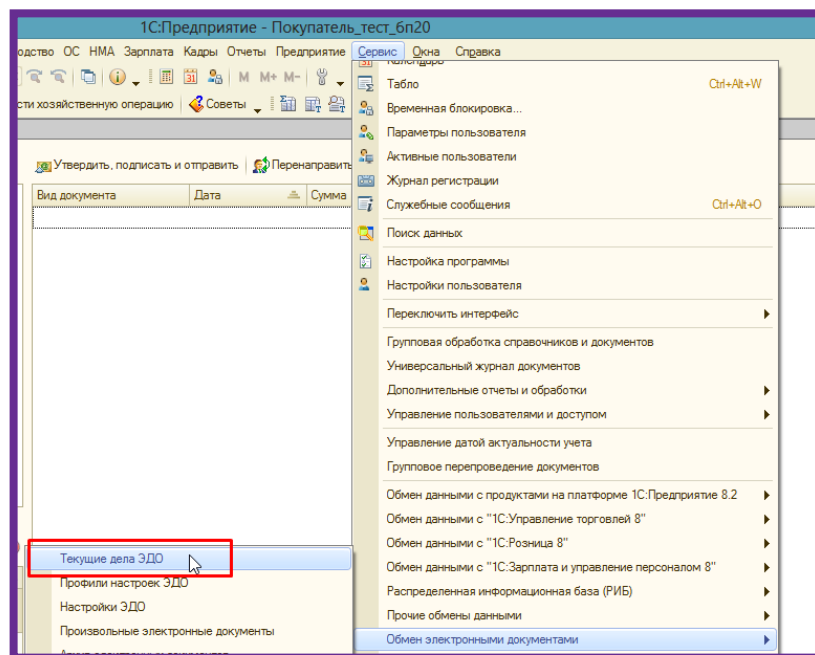 1С:Предприятие - Покупатель_тест_6п20
одство ОС НМА Зарплата Кадры Отчеты Предприятие Сервис Окна Справка
M M+ M-
сти хозяйственную операцию Советы
Утвердить, подписать и отправить Перенаправить
Вид документа Дата Сумма
Календарь
Табло Ctrl+Alt+W
Временная блокировка...
Параметры пользователя
Активные пользователи
Журнал регистрации
Служебные сообщения Ctrl+Alt+O
Поиск данных
Настройка программы
Настройки пользователя
Переключить интерфейс
Групповая обработка справочников и документов
Универсальный журнал документов
Дополнительные отчеты и обработки
Управление пользователями и доступом
Управление датой актуальности учета
Групповое перепроведение документов
Обмен данными с продуктами на платформе 1С:Предприятие 8.2
Обмен данными с "1С:Управление торговлей 8"
Обмен данными с "1С:Розница 8"
Обмен данными с "1С:Зарплата и управление персоналом 8"
Распределенная информационная база (РИБ)
Прочие обмены данными
Обмен электронными документами
Текущие дела ЭДО
Профили настроек ЭДО
Настройки ЭДО
Произвольные электронные документы